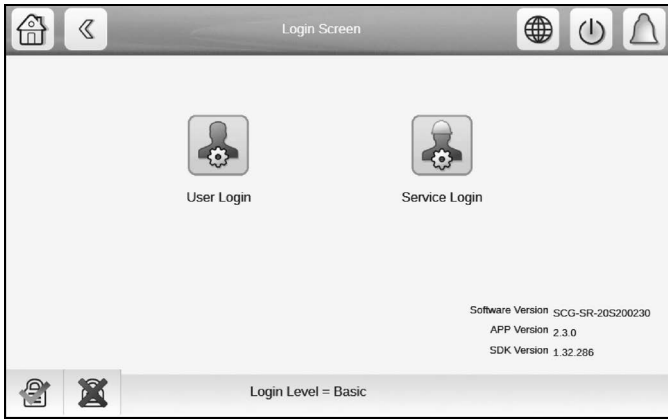 Login Screen
User Login
Service Login
Software Version SCG-SR-20S200230
APP Version 2.3.0
SDK Version 1.32.286
Login Level = Basic